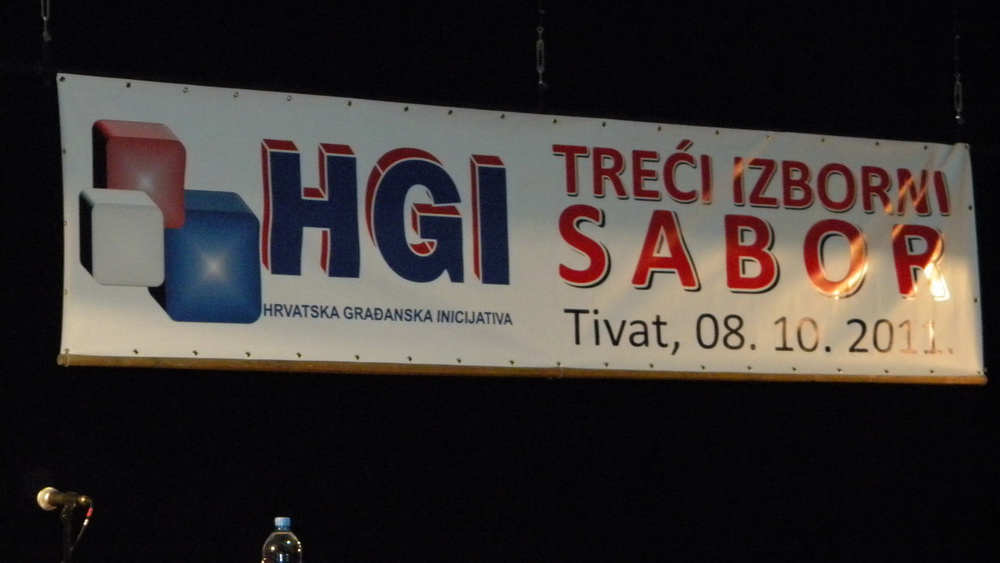 HGI
HRVATSKA GRAĐANSKA INICIJATIVA
TREĆI IZBORNI
SABOR
Tivat, 08. 10. 2011.